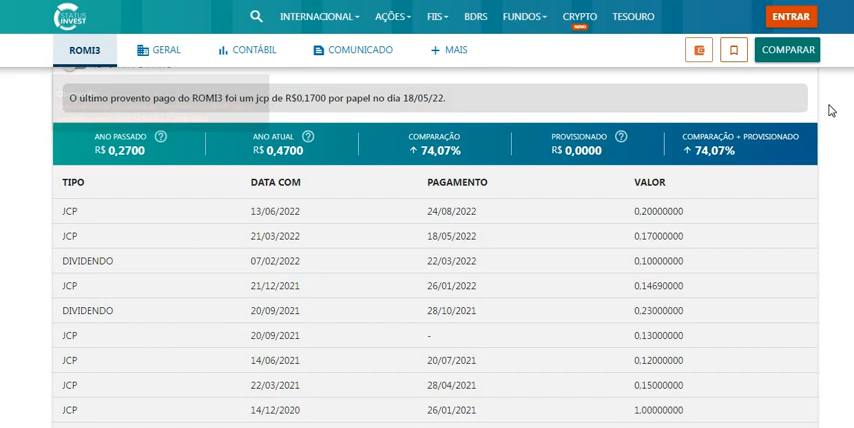 STATUS
INVEST
INTERNACIONAL
AÇÕES
FIIS
BDRS
FUNDOS
CRYPTO
NOVO
TESOURO
ENTRAR
ROMI3
GERAL
CONTÁBIL
COMUNICADO
+ MAIS
COMPARAR
O último provento pago do ROMI3 foi um jcp de R$0,1700 por papel no dia 18/05/22.
ANO PASSADO ? ANO ATUAL ? COMPARAÇÃO PROVISIONADO ? COMPARAÇÃO + PROVISIONADO
R$ 0,2700 R$ 0,4700 ↑ 74,07% R$ 0,0000 ↑ 74,07%
TIPO DATA COM PAGAMENTO VALOR
JCP 13/06/2022 24/08/2022 0,20000000
JCP 21/03/2022 18/05/2022 0,17000000
DIVIDENDO 07/02/2022 22/03/2022 0,10000000
JCP 21/12/2021 26/01/2022 0,14690000
DIVIDENDO 20/09/2021 28/10/2021 0,23000000
JCP 20/09/2021 - 0,13000000
JCP 14/06/2021 20/07/2021 0,12000000
JCP 22/03/2021 28/04/2021 0,15000000
JCP 14/12/2020 26/01/2021 1,00000000